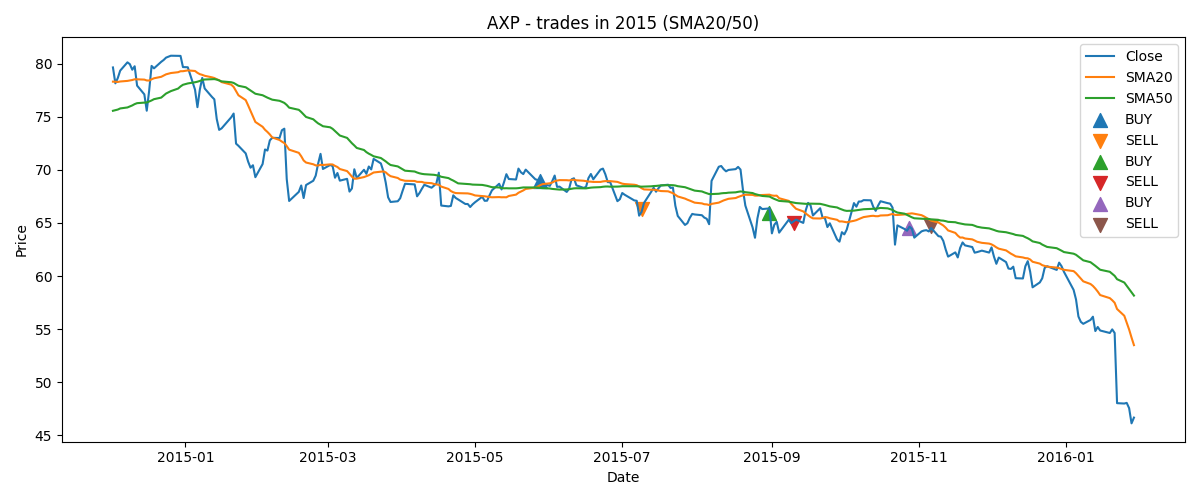 AXP - trades in 2015 (SMA20/50)
Close
SMA20
SMA50
BUY
SELL
BUY
SELL
BUY
SELL
Price
80
75
70
65
60
55
50
45
2015-01
2015-03
2015-05
2015-07
2015-09
2015-11
2016-01
Date